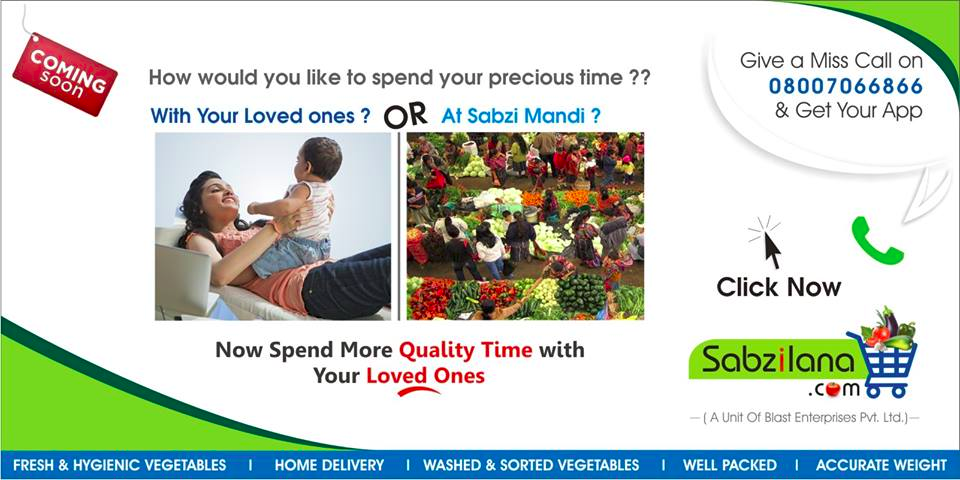 COMING
soon
How would you like to spend your precious time ??
With Your Loved ones ? OR At Sabzi Mandi ?
Give a Miss Call on
08007066866
& Get Your App
Click Now
Now Spend More Quality Time with
Your Loved Ones
Sabzilana
.com
( A Unit Of Blast Enterprises Pvt. Ltd.)
FRESH & HYGIENIC VEGETABLES | HOME DELIVERY | WASHED & SORTED VEGETABLES | WELL PACKED | ACCURATE WEIGHT